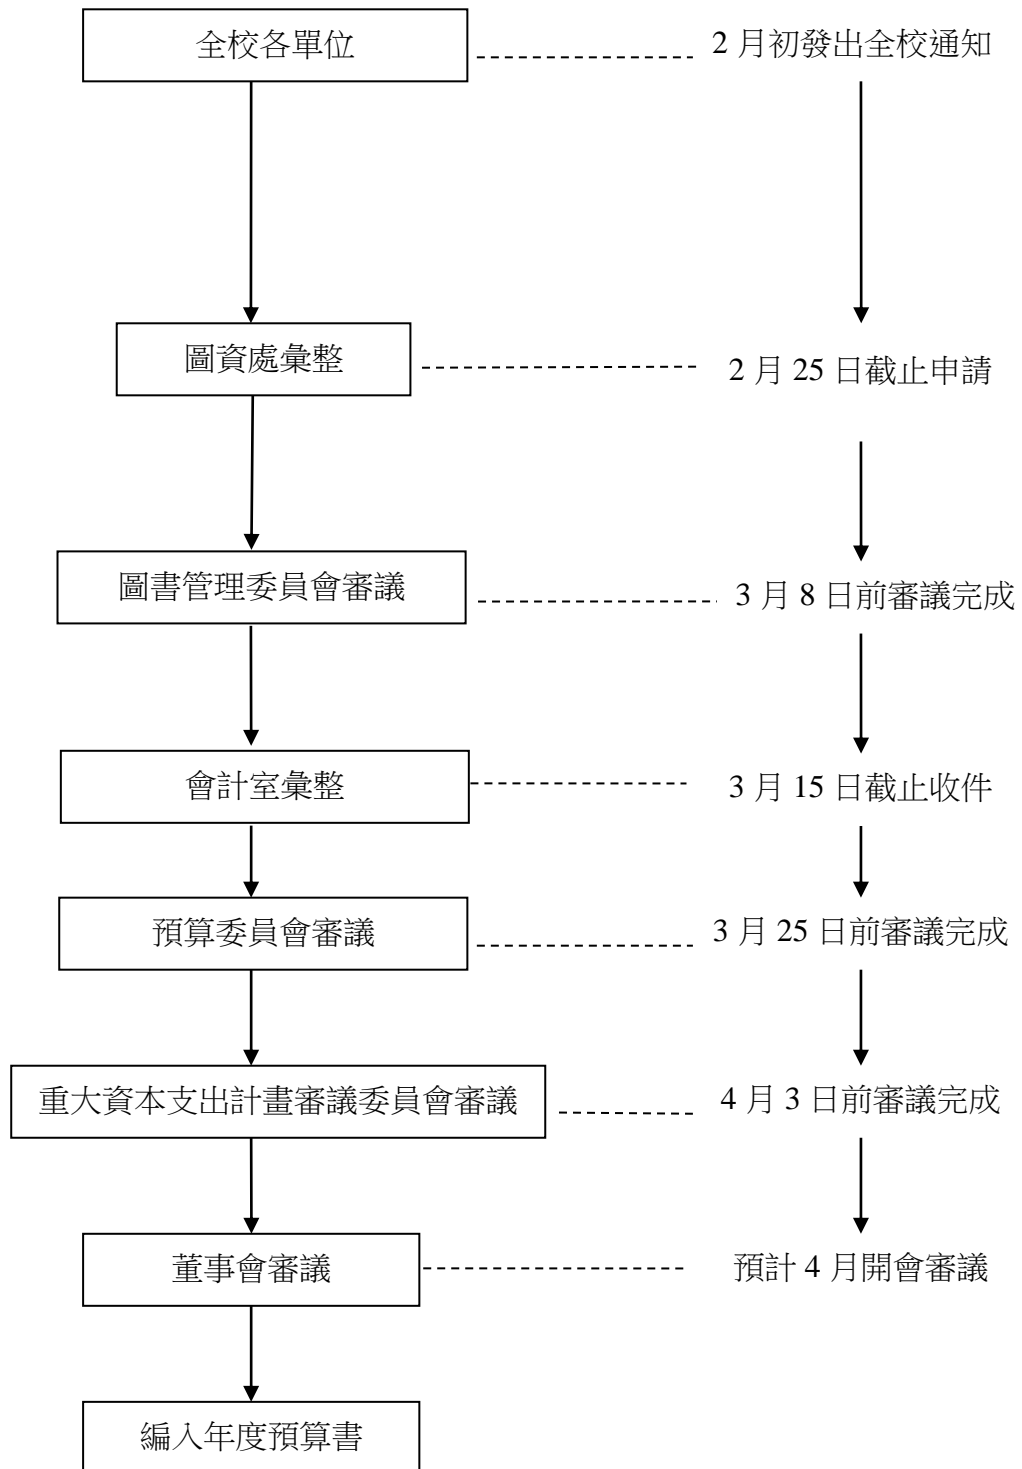 全校各單位
2 月初發出全校通知
圖資處彙整
2 月 25 日截止申請
圖書管理委員會審議
3 月 8 日前審議完成
會計室彙整
3 月 15 日截止收件
預算委員會審議
3 月 25 日前審議完成
重大資本支出計畫審議委員會審議
4 月 3 日前審議完成
董事會審議
預計 4 月開會審議
編入年度預算書